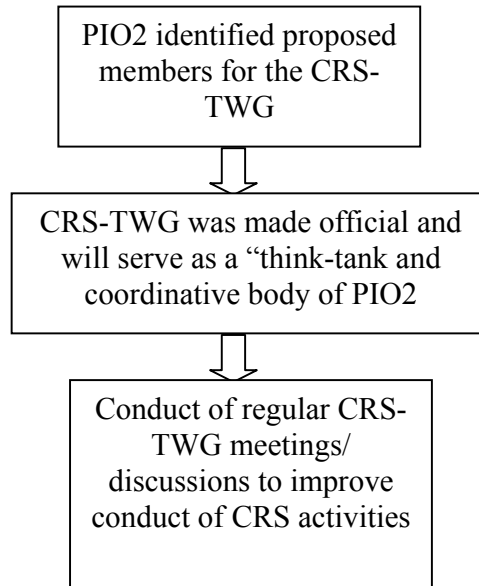 PIO2 identified proposed
members for the CRS-
TWG
CRS-TWG was made official and
will serve as a “think-tank and
coordinative body of PIO2
Conduct of regular CRS-
TWG meetings/
discussions to improve
conduct of CRS activities